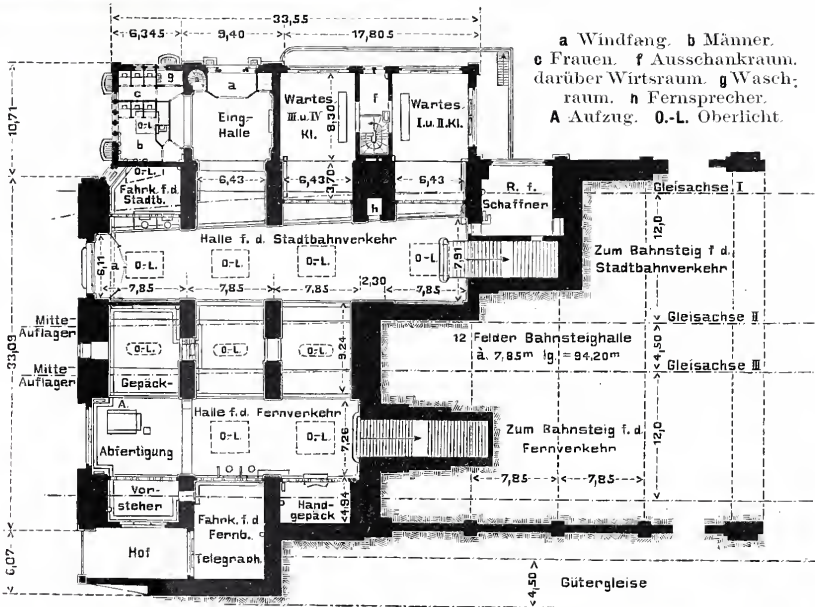 33,55
6,345 9,40 17,805
a Windfang. b Männer.
c Frauen. f Ausschankraum.
darüber Wirtsraum. g Wasch-
raum. h Fernsprecher.
A Aufzug. O.-L. Oberlicht.
10,71
33,09
6,07
g
c
O.-L.
b
a
Eing.-
Halle
Wartes.
III.u.IV
Kl.
8,30
f
Wartes.
I.u.II.Kl.
O.-L.
Fahrk. f. d.
Stadtb.
6,43
6,43
3,70
h
6,43
R. f.
Schaffner
Gleisachse I
12,0
Zum Bahnsteig f d.
Stadtbahnverkehr
Halle f. d. Stadtbahnverkehr
6,11
a
O.-L. O.-L. O.-L. O.-L.
7,91
7,85 7,85 7,85 2,30 7,85
Mitte
Auflager
Mitte
Auflager
O.-L. O.-L. O.-L.
9,24
Gleisachse II
12 Felder Bahnsteighalle
à. 7,85m lg. = 94,20m
4,50
Gleisachse III
Gepäck-
A
Abfertigung
Halle f. d. Fernverkehr
O.-L. O.-L.
7,26
Zum Bahnsteig f. d.
Fernverkehr
12,0
7,85 7,85
Vor-
steher
Fahrk. f. d.
Fernb.
Telegraph.
Hand-
gepäck
4,94
Hof
4,50
Gütergleise